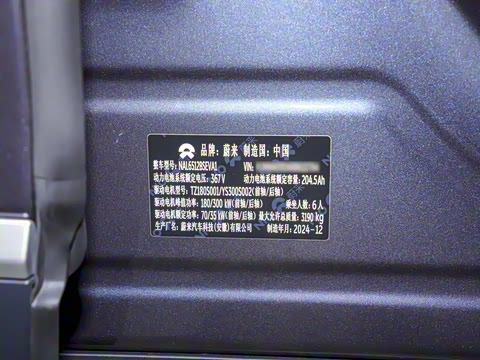 品牌：蔚来 制造国：中国
整车型号：NAL6512BSEVA1 VIN：
动力电池系统额定电压：367V 动力电池系统额定容量：204.5Ah
驱动电机型号：TZ180S001/YS300S002（前轴/后轴）
驱动电机峰值功率：180/300 kW（前轴/后轴） 乘坐人数：6人
驱动电机额定功率：70/35 kW（前轴/后轴） 最大允许总质量：3190 kg
生产厂名：蔚来汽车科技（安徽）有限公司 制造年月：2024-12